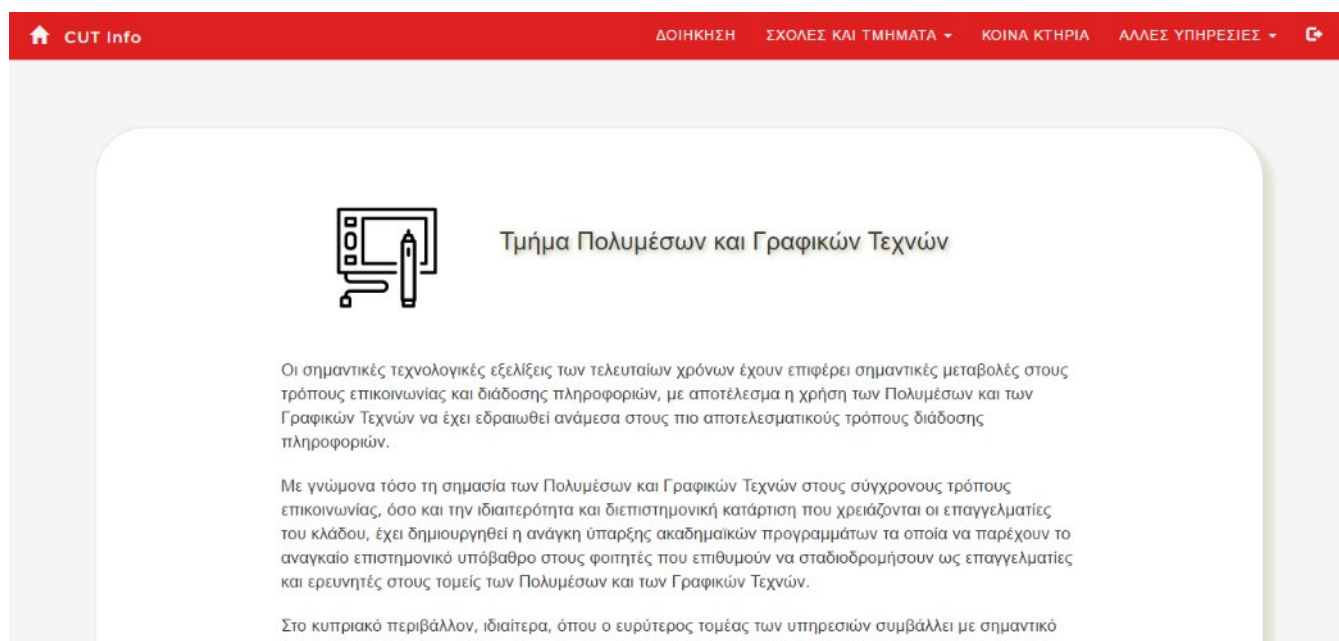 CUT Info
ΔΟΙΗΚΗΣΗ ΣΧΟΛΕΣ ΚΑΙ ΤΜΗΜΑΤΑ ΚΟΙΝΑ ΚΤΗΡΙΑ ΑΛΛΕΣ ΥΠΗΡΕΣΙΕΣ
Τμήμα Πολυμέσων και Γραφικών Τεχνών
Οι σημαντικές τεχνολογικές εξελίξεις των τελευταίων χρόνων έχουν επιφέρει σημαντικές μεταβολές στους
τρόπους επικοινωνίας και διάδοσης πληροφοριών, με αποτέλεσμα η χρήση των Πολυμέσων και των
Γραφικών Τεχνών να έχει εδραιωθεί ανάμεσα στους πιο αποτελεσματικούς τρόπους διάδοσης
πληροφοριών.
Με γνώμονα τόσο τη σημασία των Πολυμέσων και Γραφικών Τεχνών στους σύγχρονους τρόπους
επικοινωνίας, όσο και την ιδιαιτερότητα και διεπιστημονική κατάρτιση που χρειάζονται οι επαγγελματίες
του κλάδου, έχει δημιουργηθεί η ανάγκη ύπαρξης ακαδημαϊκών προγραμμάτων τα οποία να παρέχουν το
αναγκαίο επιστημονικό υπόβαθρο στους φοιτητές που επιθυμούν να σταδιοδρομήσουν ως επαγγελματίες
και ερευνητές στους τομείς των Πολυμέσων και των Γραφικών Τεχνών.
Στο κυπριακό περιβάλλον, ιδιαίτερα, όπου ο ευρύτερος τομέας των υπηρεσιών συμβάλλει με σημαντικό